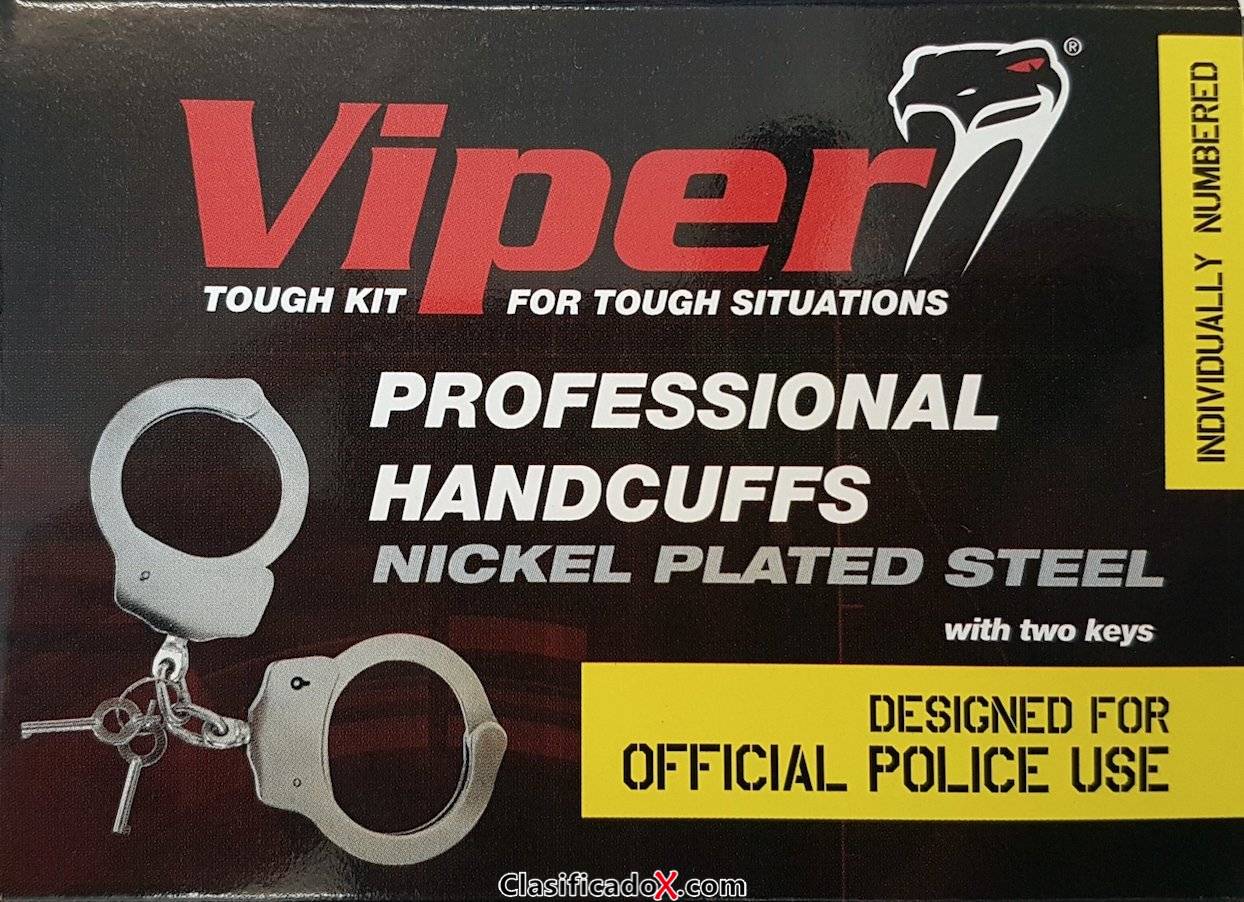 Viper®
TOUGH KIT FOR TOUGH SITUATIONS
PROFESSIONAL
HANDCUFFS
NICKEL PLATED STEEL
with two keys
DESIGNED FOR
OFFICIAL POLICE USE
INDIVIDUALLY NUMBERED
ClasificadoX.com